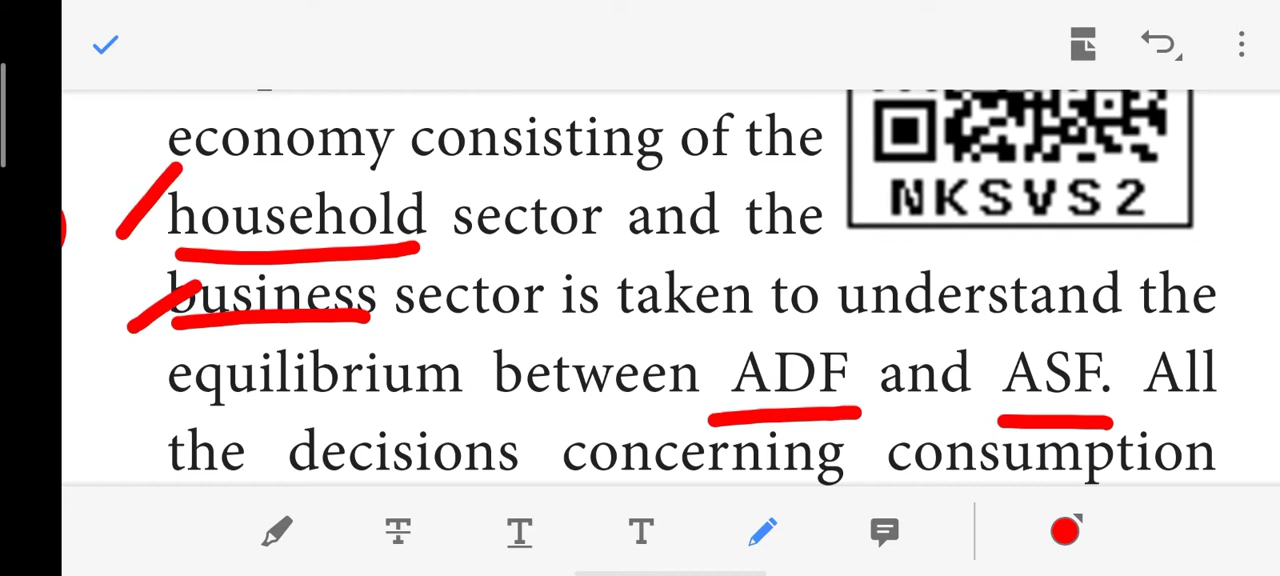 economy consisting of the
NKSVS2
household sector and the
business sector is taken to understand the
equilibrium between ADF and ASF. All
the decisions concerning consumption